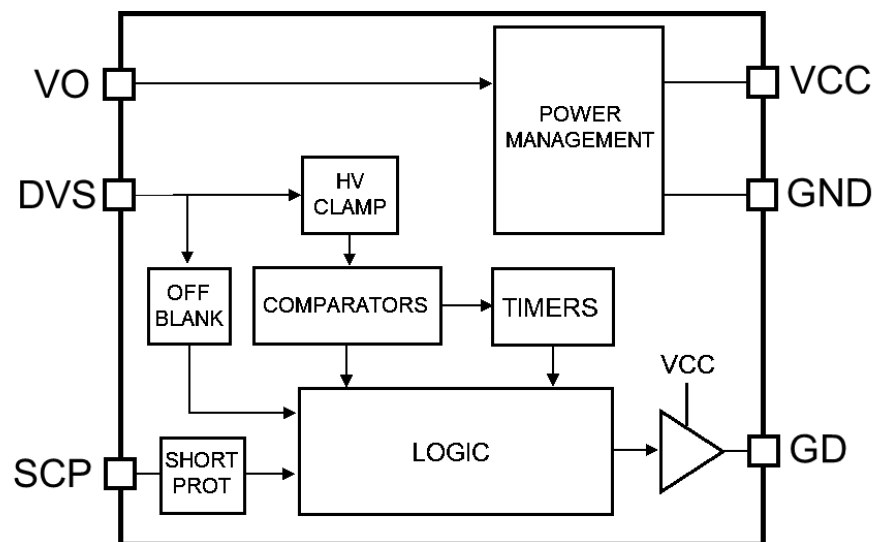 VO
VCC
POWER
MANAGEMENT
DVS
HV
CLAMP
GND
OFF
BLANK
COMPARATORS
TIMERS
VCC
SCP
SHORT
PROT
LOGIC
GD